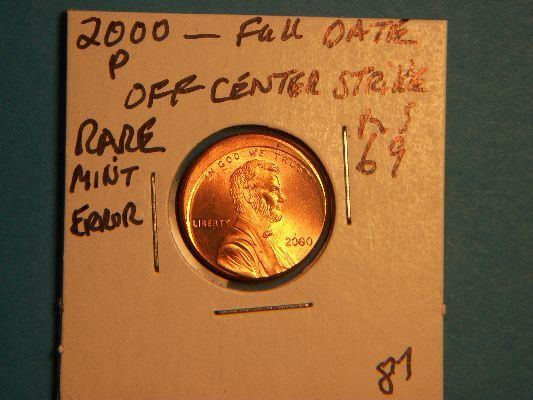 2000 — Full DATE
P
OFF CENTER STRIKE
RARE
MINT
ERROR
MS
69
IN GOD WE TRUST
LIBERTY
2000
87